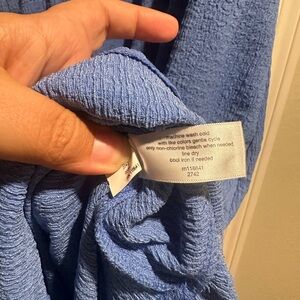 machine wash cold
with like colors gentle cycle
only non-chlorine bleach when needed
line dry
cool iron if needed
2742